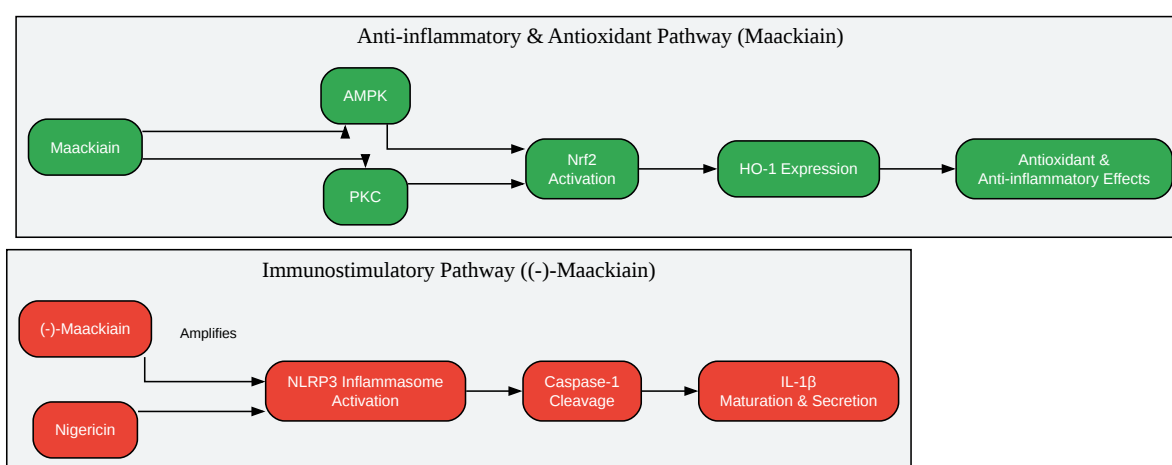 Anti-inflammatory & Antioxidant Pathway (Maackiain)
AMPK
Maackiain
PKC
Nrf2
Activation
HO-1 Expression
Antioxidant &
Anti-inflammatory Effects
Immunostimulatory Pathway ((-)-Maackiain)
(-)-Maackiain
Amplifies
NLRP3 Inflammasome
Activation
Caspase-1
Cleavage
IL-1β
Maturation & Secretion
Nigericin